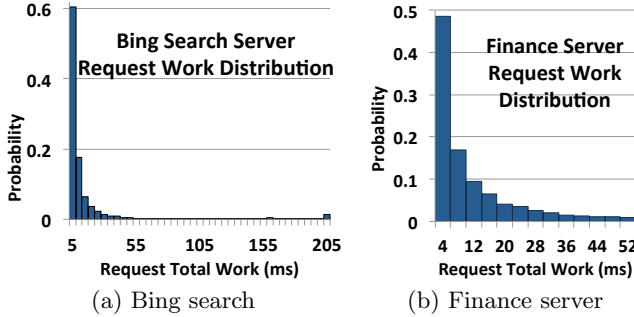 Bing Search Server
Request Work Distribution
Probability
0.6
0.4
0.2
0
5 55 105 155 205
Request Total Work (ms)
(a) Bing search
Finance Server
Request Work
Distribution
Probability
0.5
0.4
0.3
0.2
0.1
0
4 12 20 28 36 44 52
Request Total Work (ms)
(b) Finance server